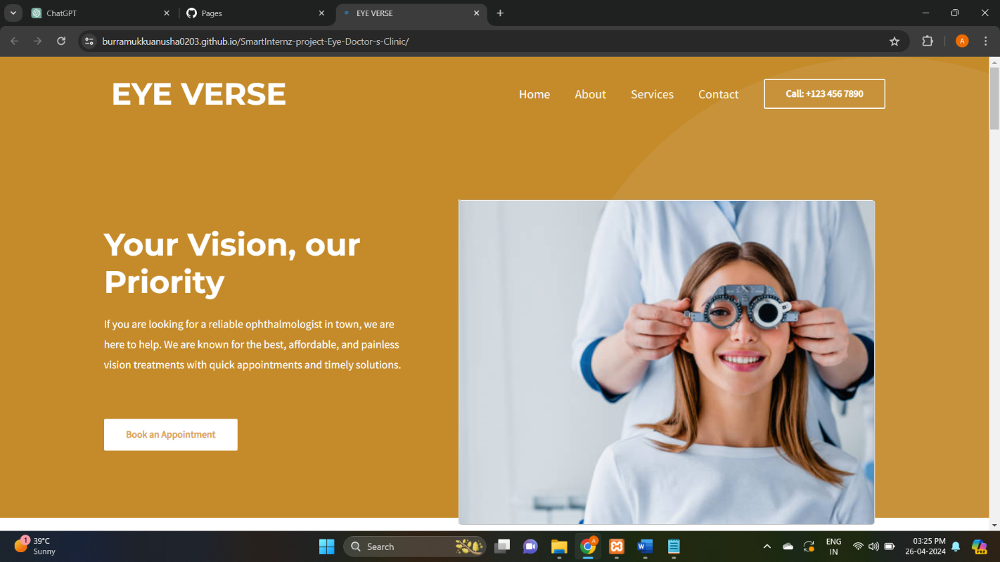 ChatGPT
Pages
EYE VERSE
burramukkuanusha0203.github.io/SmartInternz-project-Eye-Doctor-s-Clinic/
A
EYE VERSE
Home
About
Services
Contact
Call: +123 456 7890
Your Vision, our
Priority
If you are looking for a reliable ophthalmologist in town, we are
here to help. We are known for the best, affordable, and painless
vision treatments with quick appointments and timely solutions.
Book an Appointment
1
39°C
Sunny
Search
A
W
ENG
IN
03:25 PM
26-04-2024
PRE